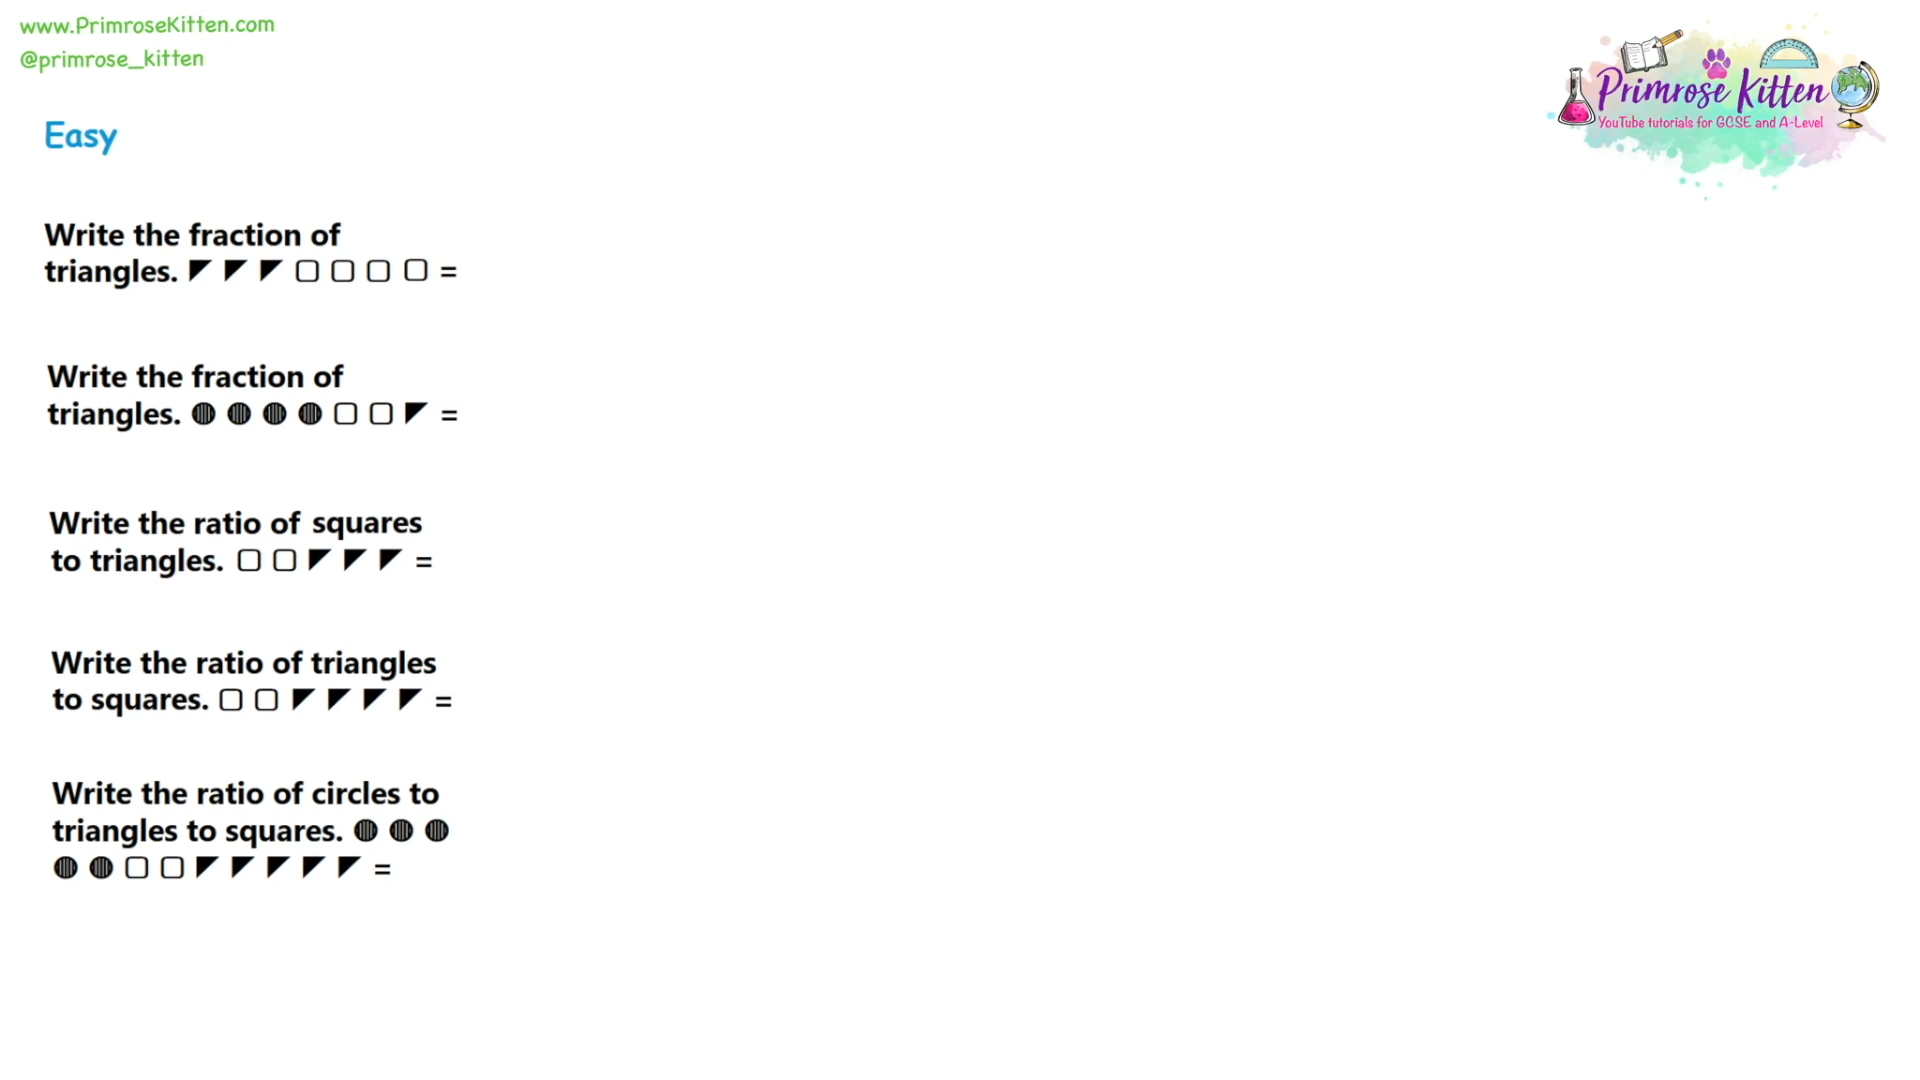 www.PrimroseKitten.com
@primrose_kitten
Primrose Kitten
YouTube tutorials for GCSE and A-Level
Easy
Write the fraction of
triangles. ◤ ◤ ◤ ▢ ▢ ▢ ▢ =
Write the fraction of
triangles. ◍ ◍ ◍ ◍ ▢ ▢ ◤ =
Write the ratio of squares
to triangles. ▢ ▢ ◤ ◤ ◤ =
Write the ratio of triangles
to squares. ▢ ▢ ◤ ◤ ◤ ◤ =
Write the ratio of circles to
triangles to squares. ◍ ◍ ◍
◍ ◍ ▢ ▢ ◤ ◤ ◤ ◤ ◤ =